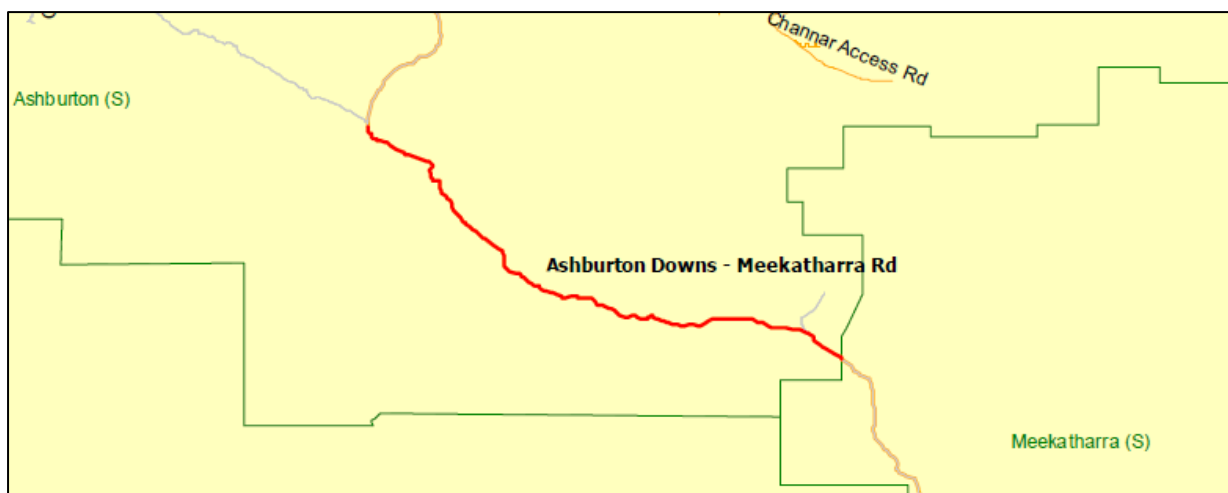 Channar Access Rd
Ashburton (S)
Ashburton Downs - Meekatharra Rd
Meekatharra (S)